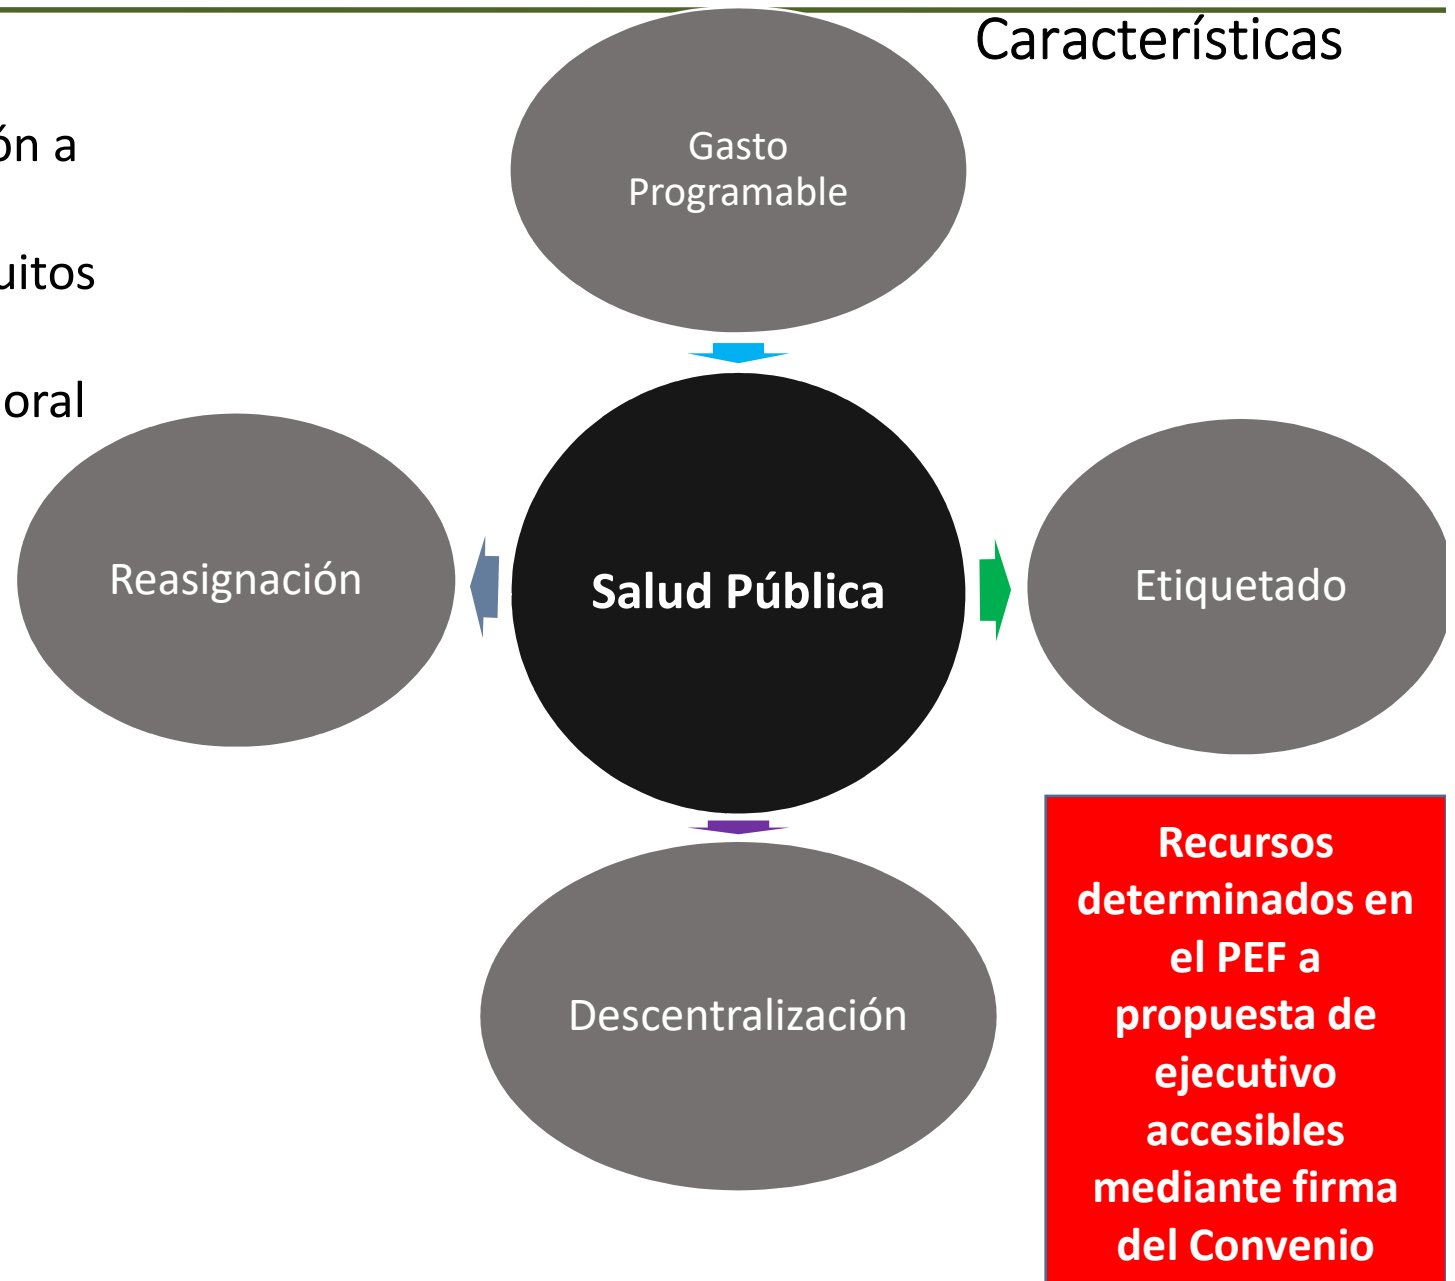 Características
ón a
uitos
oral
Gasto
Programable
Reasignación
Salud Pública
Etiquetado
Descentralización
Recursos
determinados en
el PEF a
propuesta de
ejecutivo
accesibles
mediante firma
del Convenio